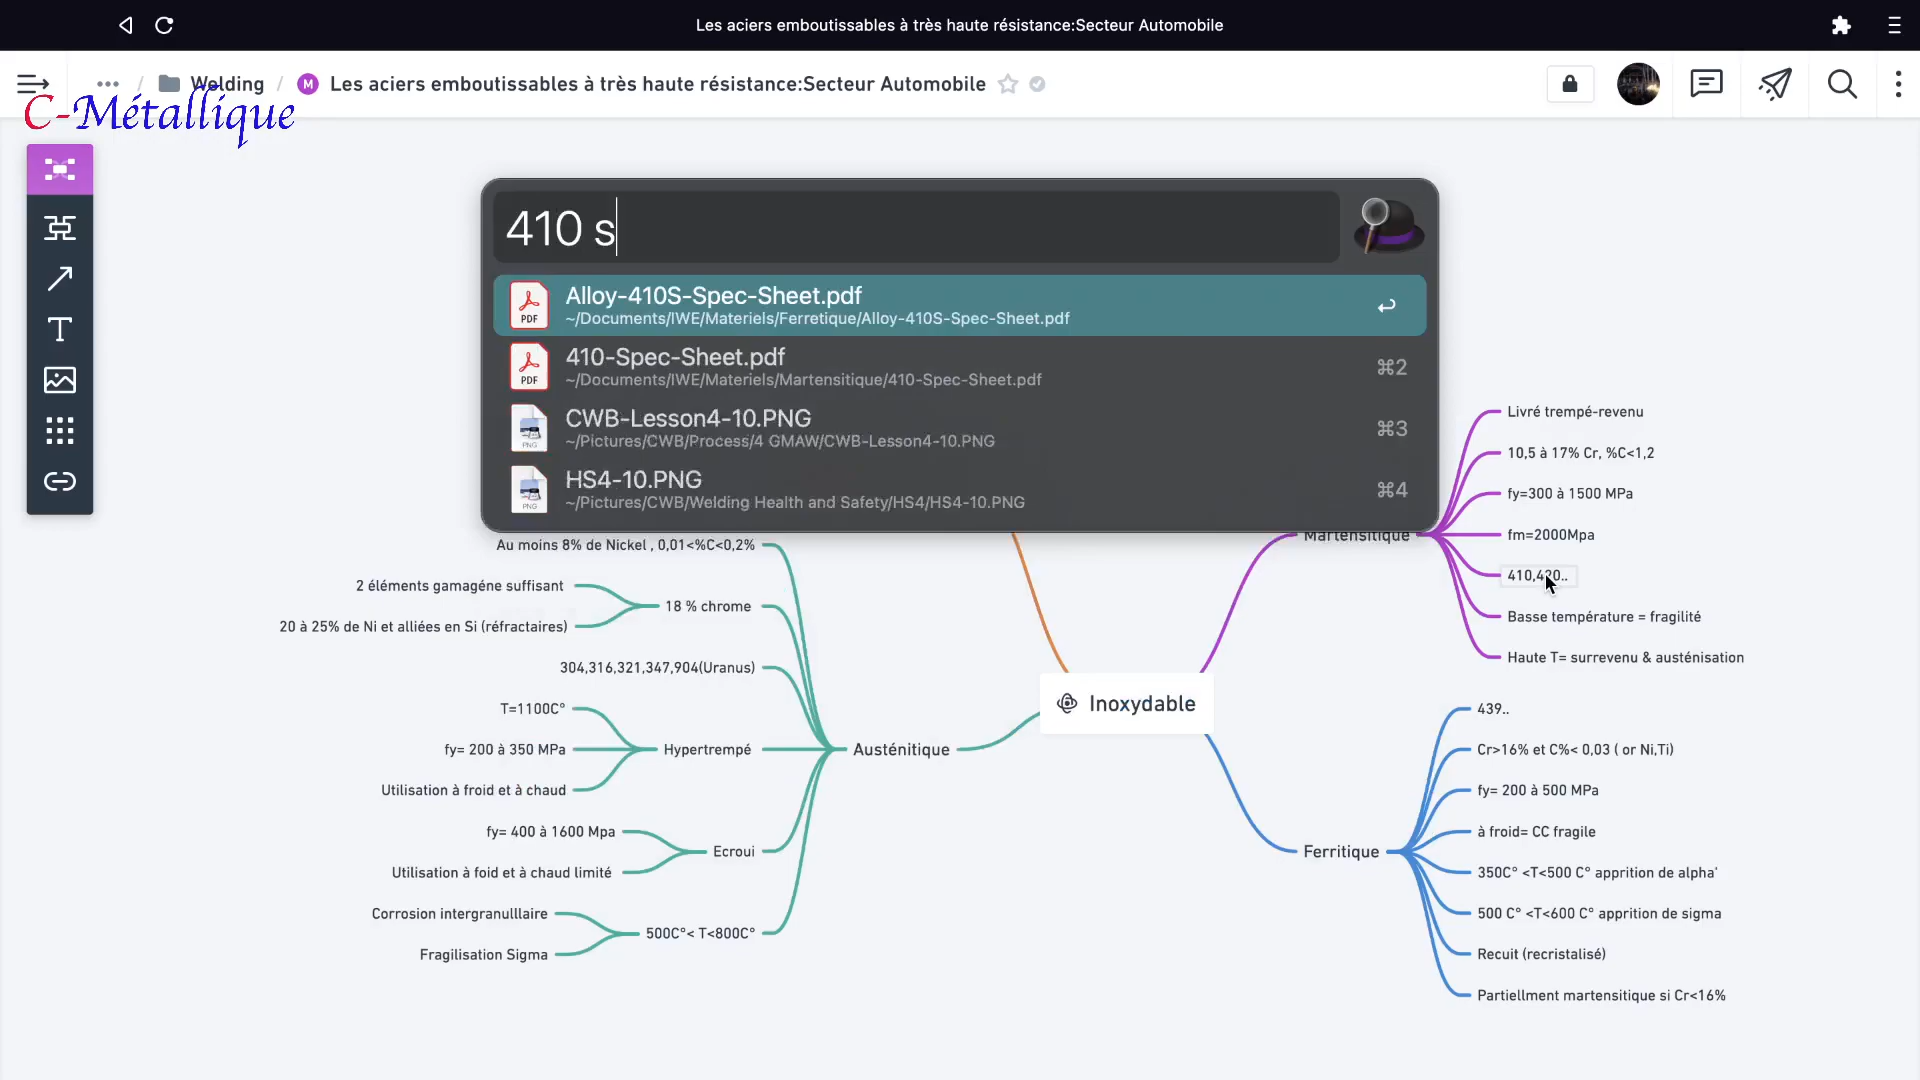 Les aciers emboutissables à très haute résistance:Secteur Automobile
Welding / M Les aciers emboutissables à très haute résistance:Secteur Automobile
C-Métallique
410 s
Alloy-410S-Spec-Sheet.pdf
~/Documents/IWE/Materiels/Ferretique/Alloy-410S-Spec-Sheet.pdf
410-Spec-Sheet.pdf
~/Documents/IWE/Materiels/Martensitique/410-Spec-Sheet.pdf
⌘2
CWB-Lesson4-10.PNG
~/Pictures/CWB/Process/4 GMAW/CWB-Lesson4-10.PNG
⌘3
HS4-10.PNG
~/Pictures/CWB/Welding Health and Safety/HS4/HS4-10.PNG
⌘4
PDF
PDF
PNG
PNG
Au moins 8% de Nickel , 0,01<%C<0,2%
2 éléments gamagéne suffisant
20 à 25% de Ni et alliées en Si (réfractaires)
18 % chrome
304,316,321,347,904(Uranus)
T=1100C°
fy= 200 à 350 MPa
Utilisation à froid et à chaud
Hypertrempé
fy= 400 à 1600 Mpa
Utilisation à foid et à chaud limité
Ecroui
Corrosion intergranulllaire
Fragilisation Sigma
500C°< T<800C°
Austénitique
Inoxydable
Martensitique
Livré trempé-revenu
10,5 à 17% Cr, %C<1,2
fy=300 à 1500 MPa
fm=2000Mpa
410,420..
Basse température = fragilité
Haute T= surrevenu & austénisation
Ferritique
439..
Cr>16% et C%< 0,03 ( or Ni,Ti)
fy= 200 à 500 MPa
à froid= CC fragile
350C° <T<500 C° apprition de alpha'
500 C° <T<600 C° apprition de sigma
Recuit (recristalisé)
Partiellment martensitique si Cr<16%